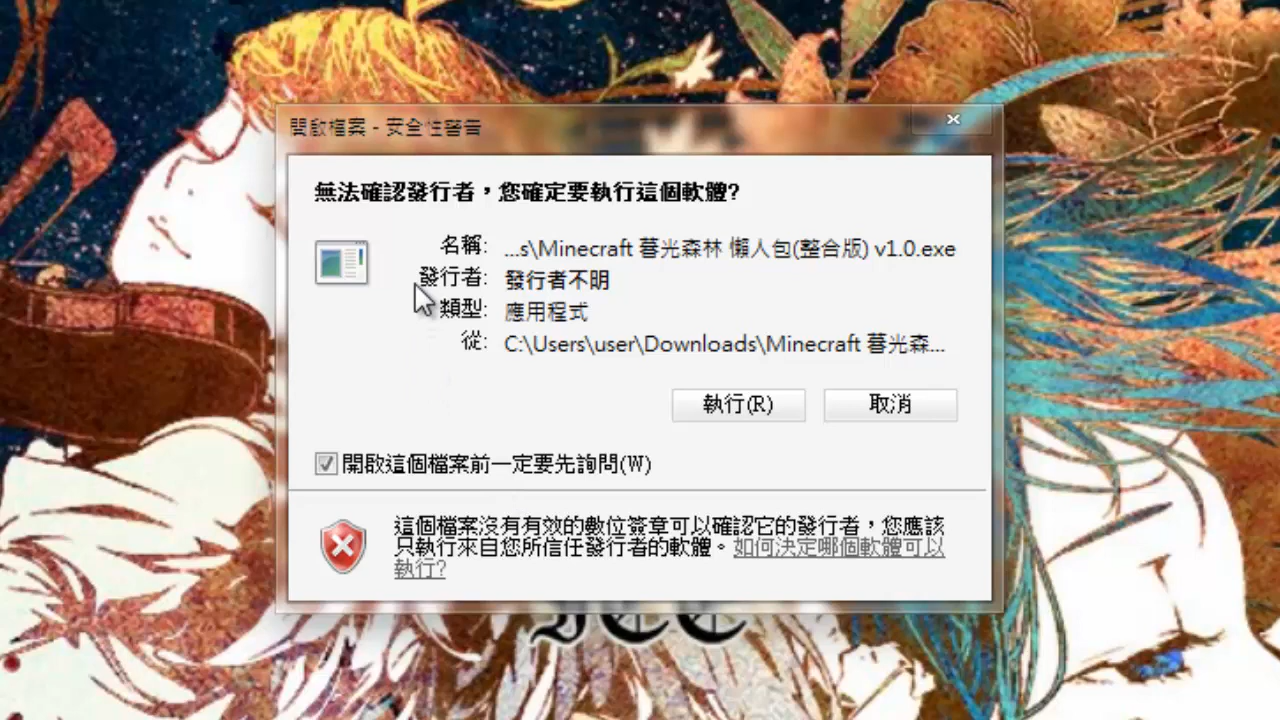 開啟檔案 - 安全性警告
無法確認發行者，您確定要執行這個軟體?
名稱: ...s\Minecraft 暮光森林 懶人包(整合版) v1.0.exe
發行者: 發行者不明
類型: 應用程式
從: C:\Users\user\Downloads\Minecraft 暮光森...
執行(R) 取消
開啟這個檔案前一定要先詢問(W)
這個檔案沒有有效的數位簽章可以確認它的發行者，您應該
只執行來自您所信任發行者的軟體。如何決定哪個軟體可以
執行?